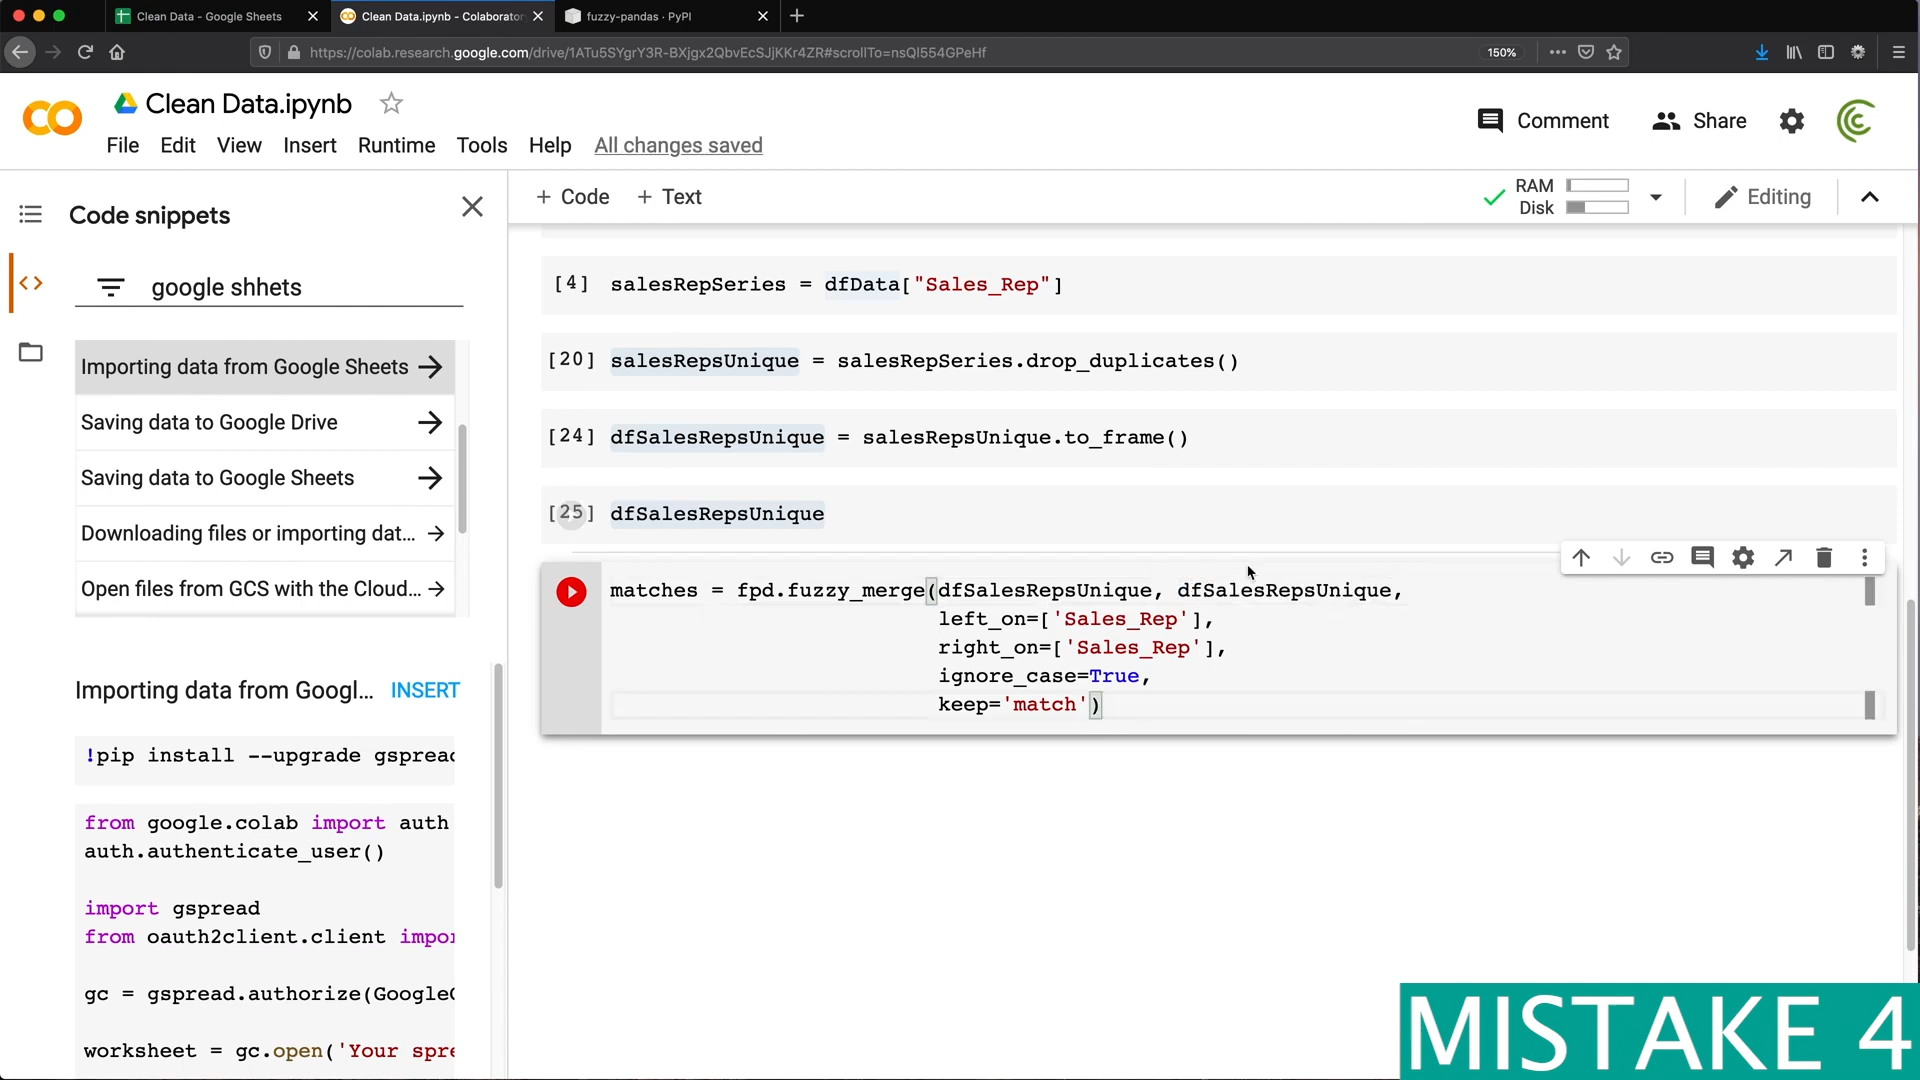 Clean Data - Google Sheets
Clean Data.ipynb - Colaborator
fuzzy-pandas · PyPI
https://colab.research.google.com/drive/1ATu5SYgrY3R-BXjgx2QbvEcSJjKKr4ZR#scrollTo=nsQl554GPeHf
150%
Clean Data.ipynb
File Edit View Insert Runtime Tools Help All changes saved
Comment
Share
Code snippets
google shhets
Importing data from Google Sheets
Saving data to Google Drive
Saving data to Google Sheets
Downloading files or importing dat...
Open files from GCS with the Cloud...
Importing data from Googl... INSERT
!pip install --upgrade gspread
from google.colab import auth
auth.authenticate_user()
import gspread
from oauth2client.client impor
gc = gspread.authorize(GoogleC
worksheet = gc.open('Your spre
+ Code + Text
RAM
Disk
Editing
[4] salesRepSeries = dfData["Sales_Rep"]
[20] salesRepsUnique = salesRepSeries.drop_duplicates()
[24] dfSalesRepsUnique = salesRepsUnique.to_frame()
[25] dfSalesRepsUnique
matches = fpd.fuzzy_merge(dfSalesRepsUnique, dfSalesRepsUnique,
left_on=['Sales_Rep'],
right_on=['Sales_Rep'],
ignore_case=True,
keep='match')
MISTAKE 4